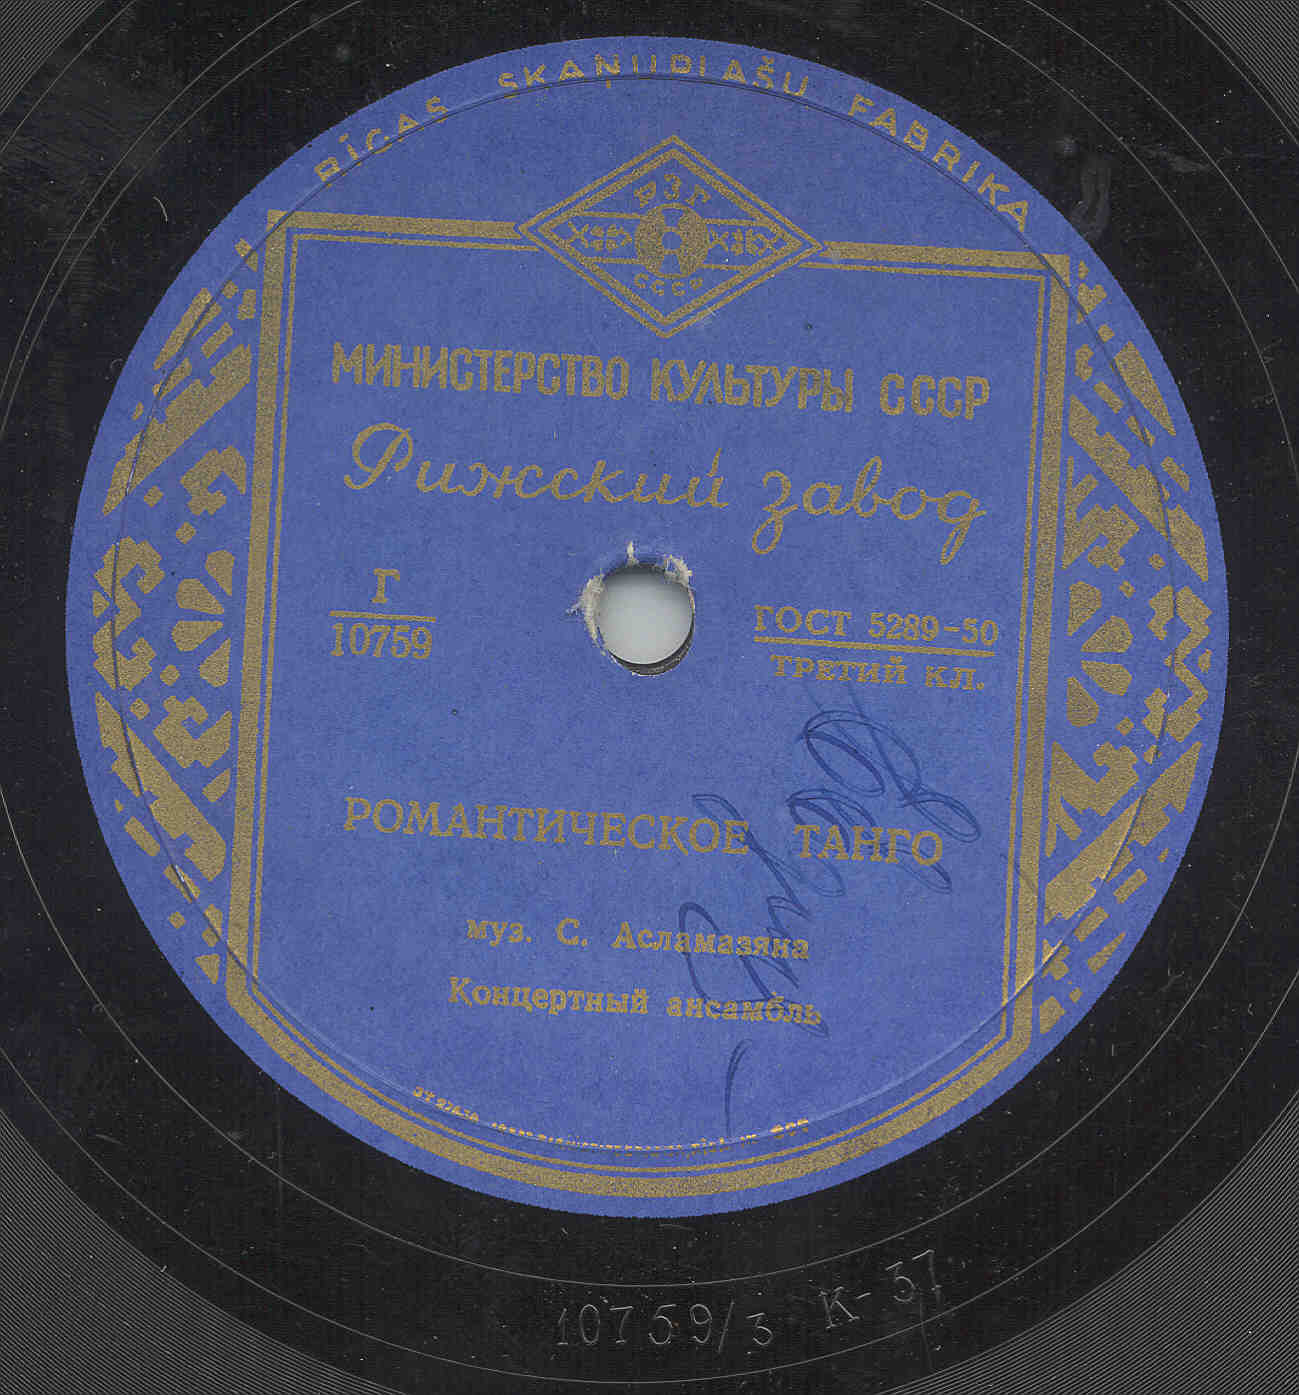 RĪGAS SKAŅUPLAŠU FABRIKA
РЗГ
СССР
МИНИСТЕРСТВО КУЛЬТУРЫ СССР
Рижский завод
Г
10759
ГОСТ 5289-50
ТРЕТИЙ КЛ.
РОМАНТИЧЕСКОЕ ТАНГО
муз. С. Асламазяна
Концертный ансамбль
10759/3 К-37